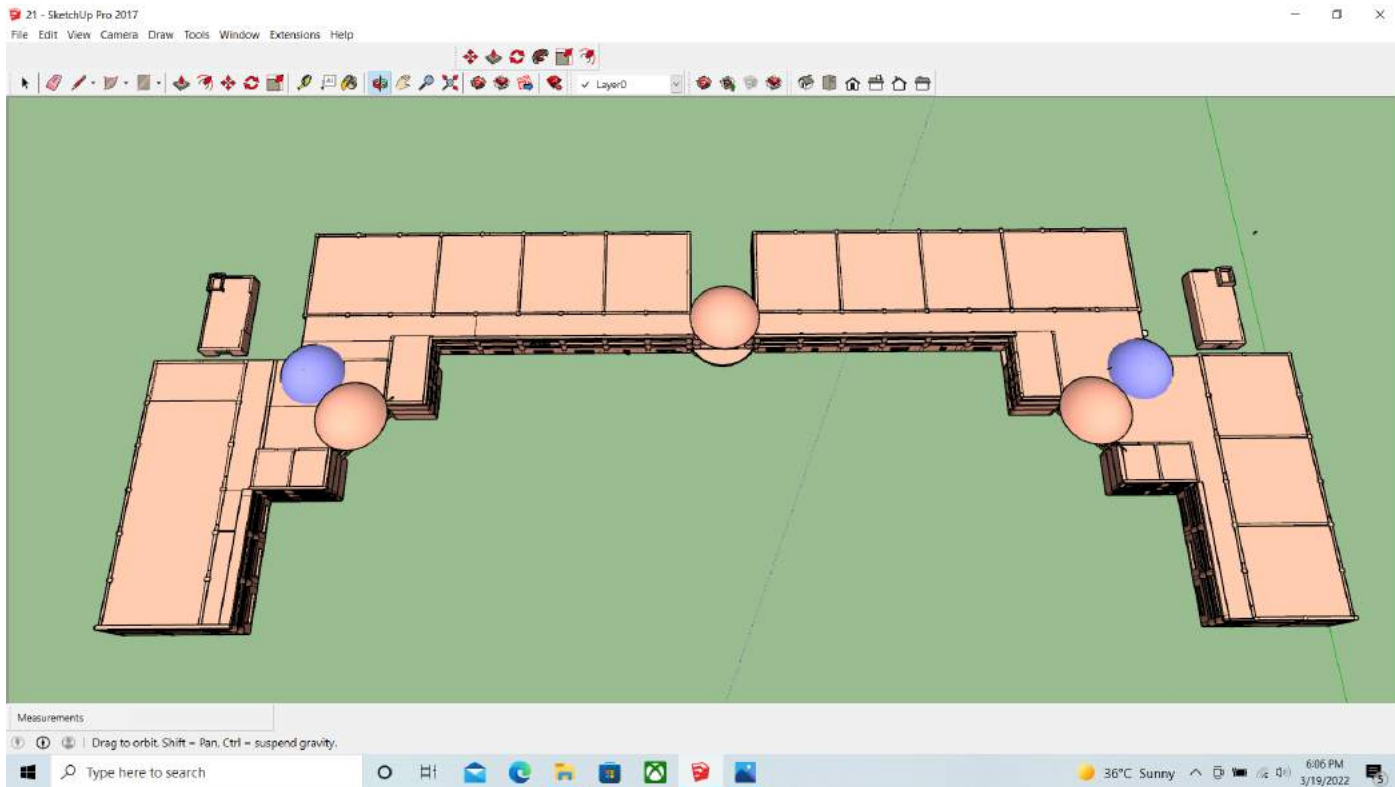 21 - SketchUp Pro 2017
File Edit View Camera Draw Tools Window Extensions Help
Layer0
Measurements
Drag to orbit. Shift = Pan, Ctrl = suspend gravity.
Type here to search
36°C Sunny
6:06 PM
3/19/2022
5